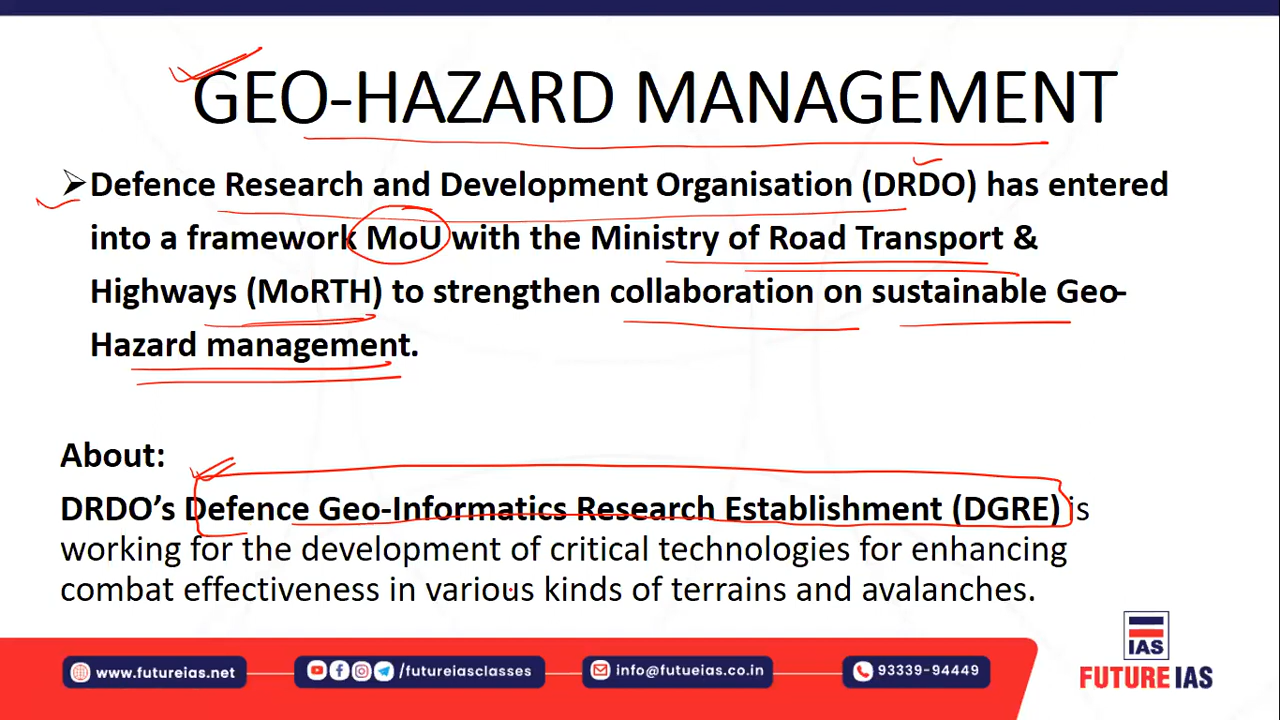 GEO-HAZARD MANAGEMENT
➢Defence Research and Development Organisation (DRDO) has entered
into a framework MoU with the Ministry of Road Transport &
Highways (MoRTH) to strengthen collaboration on sustainable Geo-
Hazard management.
About:
DRDO’s Defence Geo-Informatics Research Establishment (DGRE) is
working for the development of critical technologies for enhancing
combat effectiveness in various kinds of terrains and avalanches.
www.futureias.net
/futureiasclasses
info@futueias.co.in
93339-94449
IAS
FUTURE IAS